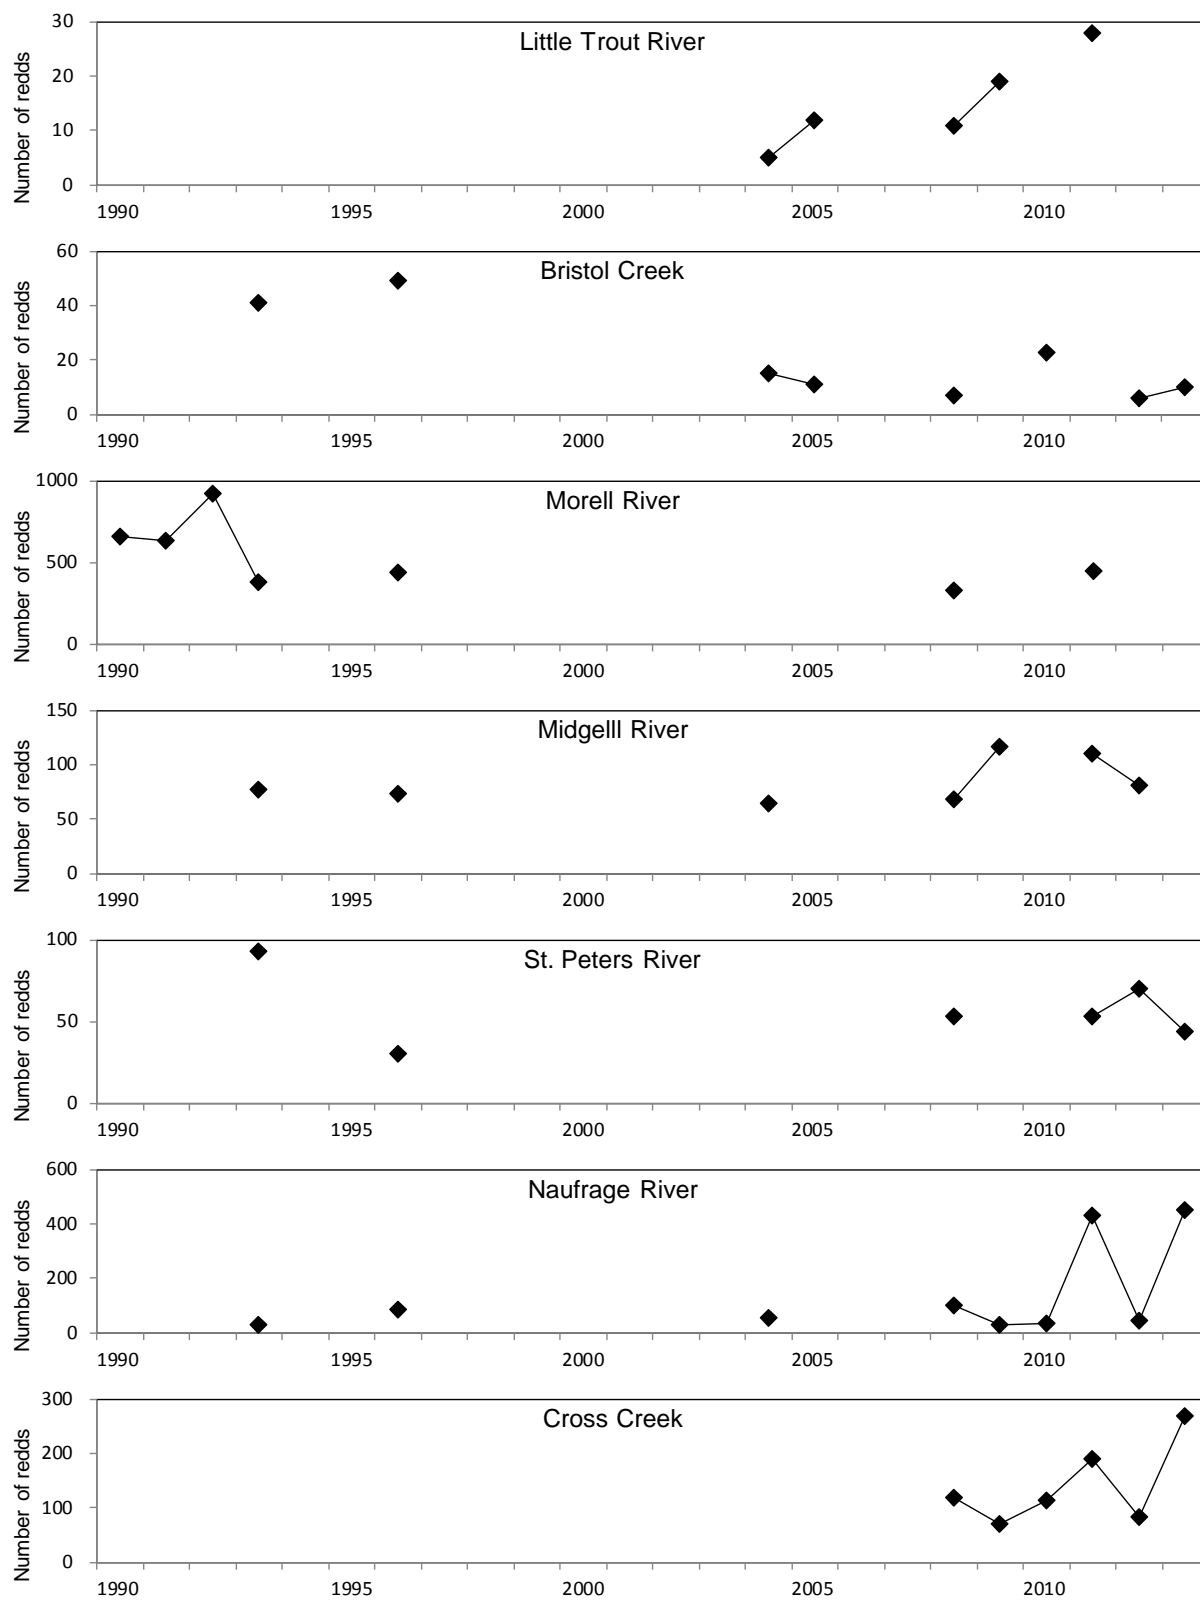 Little Trout River
Number of redds
30
20
10
0
1990 1995 2000 2005 2010
Bristol Creek
Number of redds
60
40
20
0
1990 1995 2000 2005 2010
Morell River
Number of redds
1000
500
0
1990 1995 2000 2005 2010
Midgelll River
Number of redds
150
100
50
0
1990 1995 2000 2005 2010
St. Peters River
Number of redds
100
50
0
1990 1995 2000 2005 2010
Naufrage River
Number of redds
600
400
200
0
1990 1995 2000 2005 2010
Cross Creek
Number of redds
300
200
100
0
1990 1995 2000 2005 2010